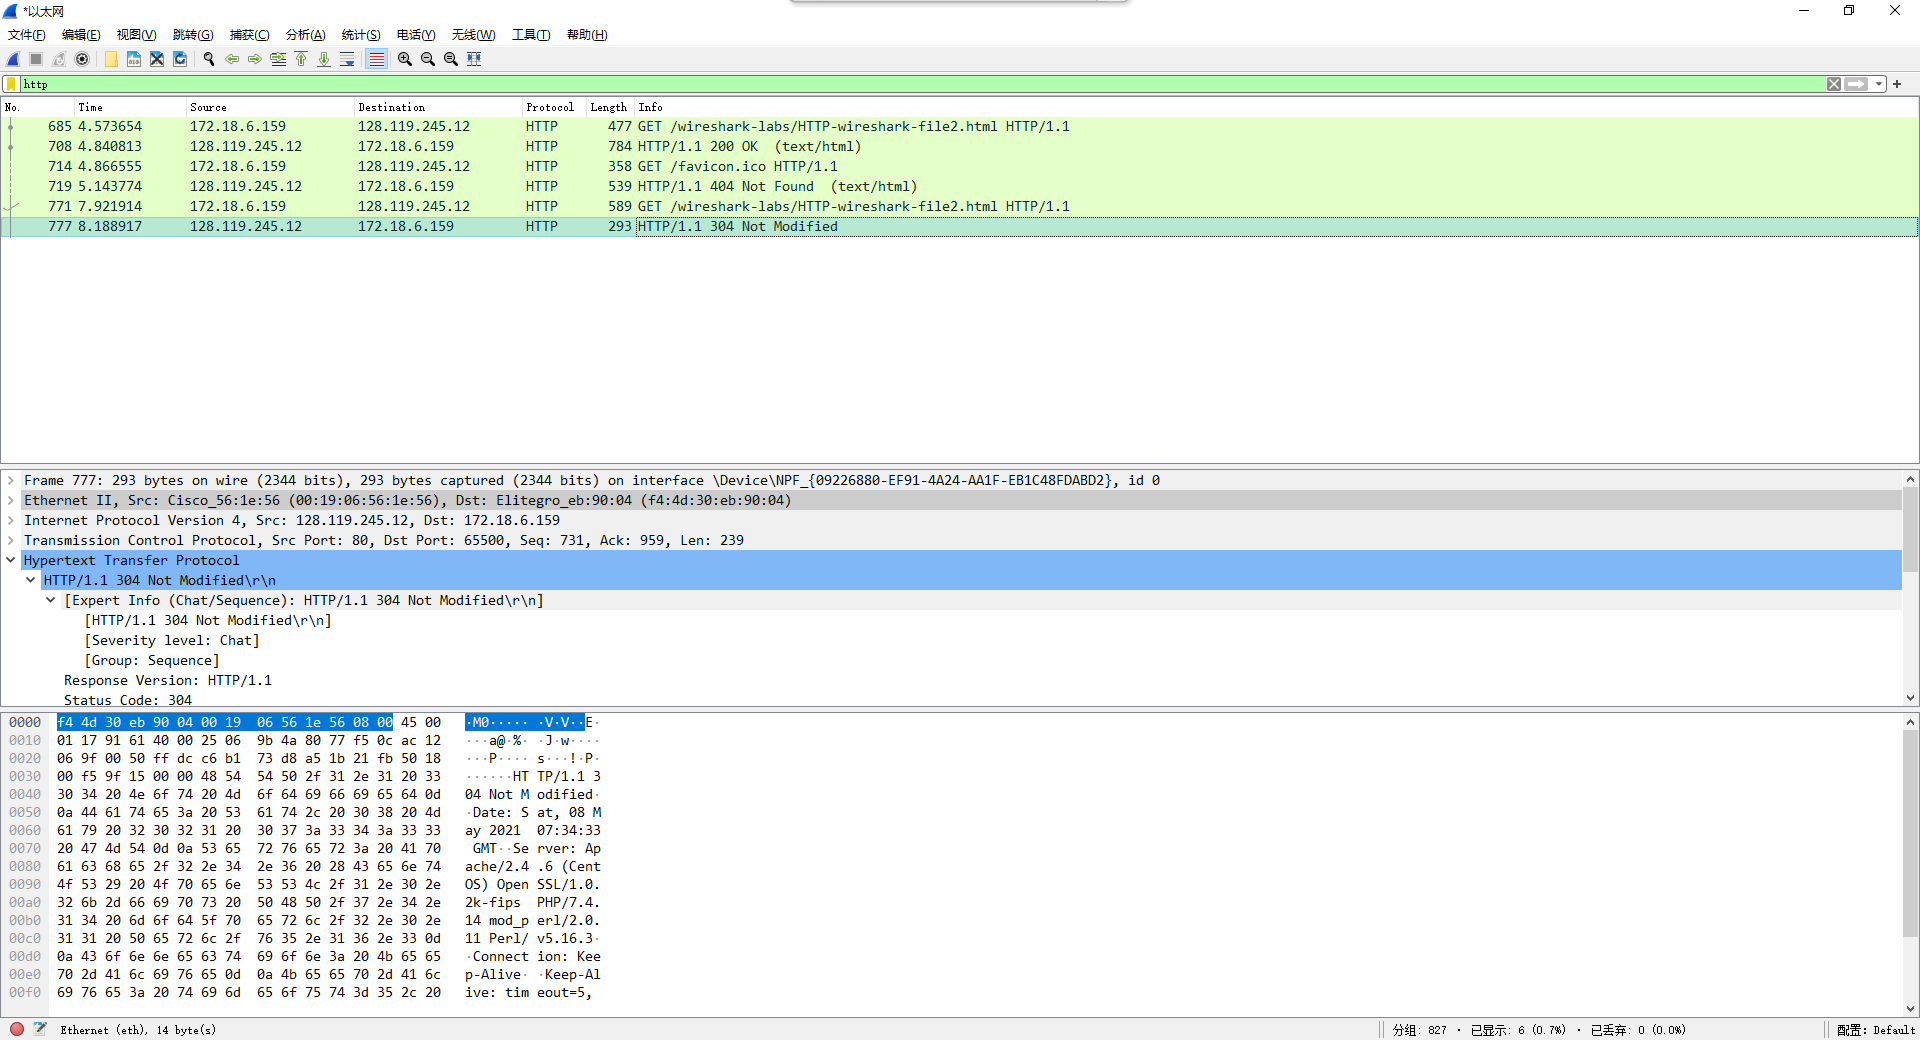 *以太网
文件(F) 编辑(E) 视图(V) 跳转(G) 捕获(C) 分析(A) 统计(S) 电话(Y) 无线(W) 工具(T) 帮助(H)
http
No. Time Source Destination Protocol Length Info
685 4.573654 172.18.6.159 128.119.245.12 HTTP 477 GET /wireshark-labs/HTTP-wireshark-file2.html HTTP/1.1
708 4.840813 128.119.245.12 172.18.6.159 HTTP 784 HTTP/1.1 200 OK (text/html)
714 4.866555 172.18.6.159 128.119.245.12 HTTP 358 GET /favicon.ico HTTP/1.1
719 5.143774 128.119.245.12 172.18.6.159 HTTP 539 HTTP/1.1 404 Not Found (text/html)
771 7.921914 172.18.6.159 128.119.245.12 HTTP 589 GET /wireshark-labs/HTTP-wireshark-file2.html HTTP/1.1
777 8.188917 128.119.245.12 172.18.6.159 HTTP 293 HTTP/1.1 304 Not Modified
Frame 777: 293 bytes on wire (2344 bits), 293 bytes captured (2344 bits) on interface \Device\NPF_{09226880-EF91-4A24-AA1F-EB1C48FDABD2}, id 0
Ethernet II, Src: Cisco_56:1e:56 (00:19:06:56:1e:56), Dst: Elitegro_eb:90:04 (f4:4d:30:eb:90:04)
Internet Protocol Version 4, Src: 128.119.245.12, Dst: 172.18.6.159
Transmission Control Protocol, Src Port: 80, Dst Port: 65500, Seq: 731, Ack: 959, Len: 239
Hypertext Transfer Protocol
HTTP/1.1 304 Not Modified\r\n
[Expert Info (Chat/Sequence): HTTP/1.1 304 Not Modified\r\n]
[HTTP/1.1 304 Not Modified\r\n]
[Severity level: Chat]
[Group: Sequence]
Response Version: HTTP/1.1
Status Code: 304
0000 f4 4d 30 eb 90 04 00 19 06 56 1e 56 08 00 45 00 ·M0····· ·V·V··E·
0010 01 17 91 61 40 00 25 06 9b 4a 80 77 f5 0c ac 12 ···a@·%· ·J·w····
0020 06 9f 00 50 ff dc c6 b1 73 d8 a5 1b 21 fb 50 18 ···P···· s···!·P·
0030 00 f5 9f 15 00 00 48 54 54 50 2f 31 2e 31 20 33 ······HT TP/1.1 3
0040 30 34 20 4e 6f 74 20 4d 6f 64 69 66 69 65 64 0d 04 Not M odified·
0050 0a 44 61 74 65 3a 20 53 61 74 2c 20 30 38 20 4d ·Date: S at, 08 M
0060 61 79 20 32 30 32 31 20 30 37 3a 33 34 3a 33 33 ay 2021 07:34:33
0070 20 47 4d 54 0d 0a 53 65 72 76 65 72 3a 20 41 70 GMT··Se rver: Ap
0080 61 63 68 65 2f 32 2e 34 2e 36 20 28 43 65 6e 74 ache/2.4 .6 (Cent
0090 4f 53 29 20 4f 70 65 6e 53 53 4c 2f 31 2e 30 2e OS) Open SSL/1.0.
00a0 32 6b 2d 66 69 70 73 20 50 48 50 2f 37 2e 34 2e 2k-fips PHP/7.4.
00b0 31 34 20 6d 6f 64 5f 70 65 72 6c 2f 32 2e 30 2e 14 mod_p erl/2.0.
00c0 31 31 20 50 65 72 6c 2f 76 35 2e 31 36 2e 33 0d 11 Perl/ v5.16.3·
00d0 0a 43 6f 6e 6e 65 63 74 69 6f 6e 3a 20 4b 65 65 ·Connect ion: Kee
00e0 70 2d 41 6c 69 76 65 0d 0a 4b 65 65 70 2d 41 6c p-Alive· ·Keep-Al
00f0 69 76 65 3a 20 74 69 6d 65 6f 75 74 3d 35 2c 20 ive: tim eout=5,
Ethernet (eth), 14 byte(s) 分组: 827 · 已显示: 6 (0.7%) · 已丢弃: 0 (0.0%) 配置: Default